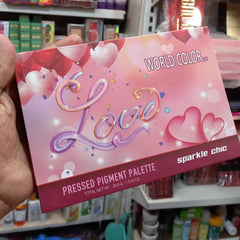 WORLD COLOR
Love
sparkle chic
PRESSED PIGMENT PALETTE